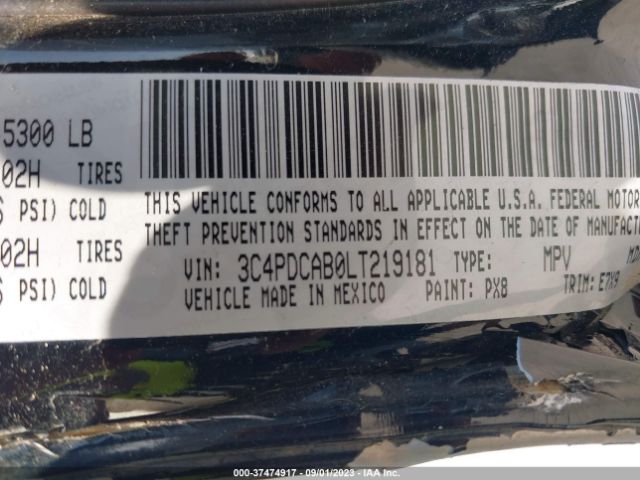 5300 LB
02H TIRES
PSI) COLD
02H TIRES
PSI) COLD
THIS VEHICLE CONFORMS TO ALL APPLICABLE U.S.A. FEDERAL MOTOR
THEFT PREVENTION STANDARDS IN EFFECT ON THE DATE OF MANUFACTU
VIN: 3C4PDCAB0LT219181 TYPE: MPV
VEHICLE MADE IN MEXICO PAINT: PX8 TRIM: E7X9
00-37474917 - 09/01/2023 - IAA Inc.